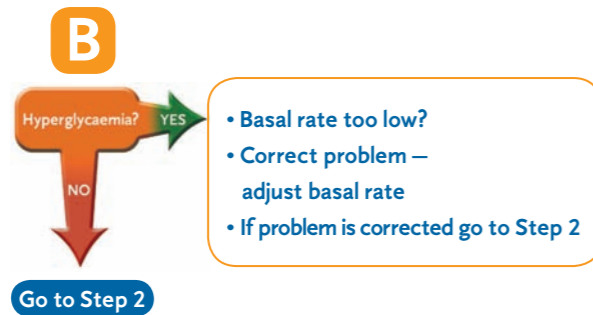 B
Hyperglycaemia?
YES
• Basal rate too low?
• Correct problem —
adjust basal rate
• If problem is corrected go to Step 2
NO
Go to Step 2